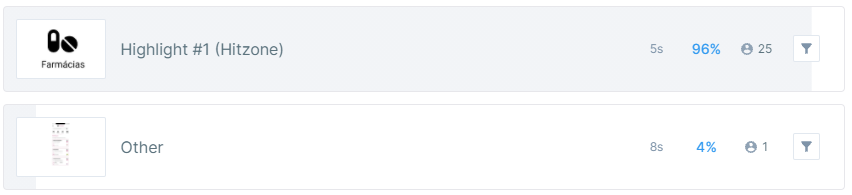 Farmácias
Highlight #1 (Hitzone)
5s
96%
25
Other
8s
4%
1